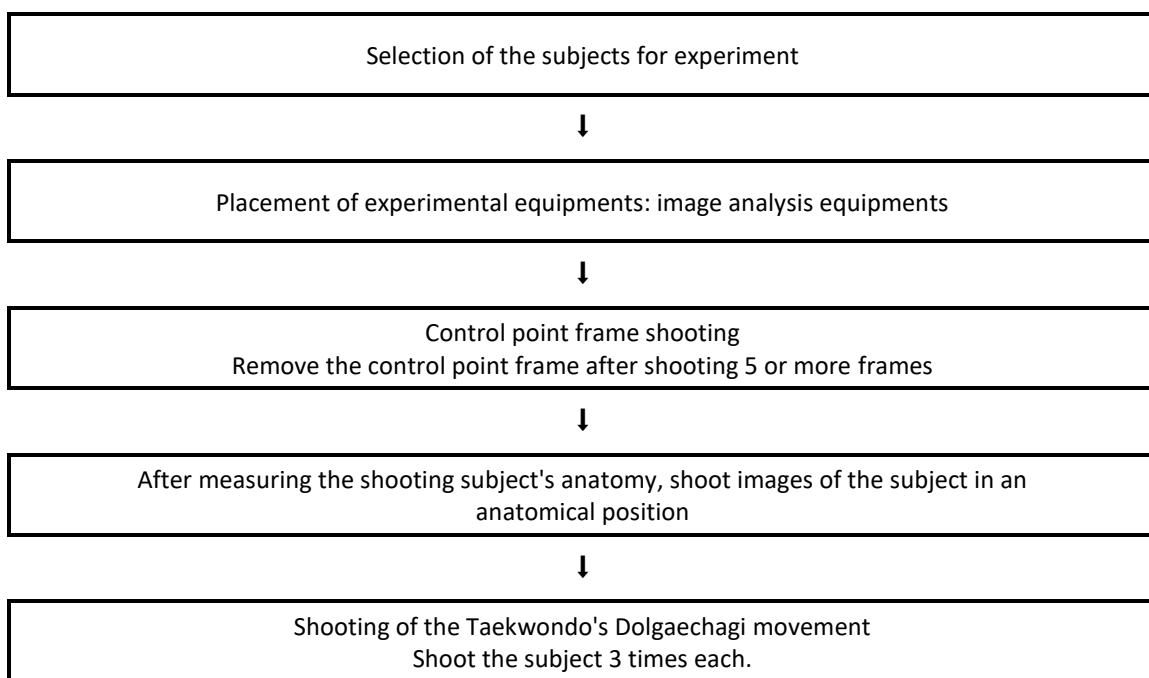 Selection of the subjects for experiment
Placement of experimental equipments: image analysis equipments
Control point frame shooting
Remove the control point frame after shooting 5 or more frames
After measuring the shooting subject's anatomy, shoot images of the subject in an
anatomical position
Shooting of the Taekwondo's Dolgaechagi movement
Shoot the subject 3 times each.